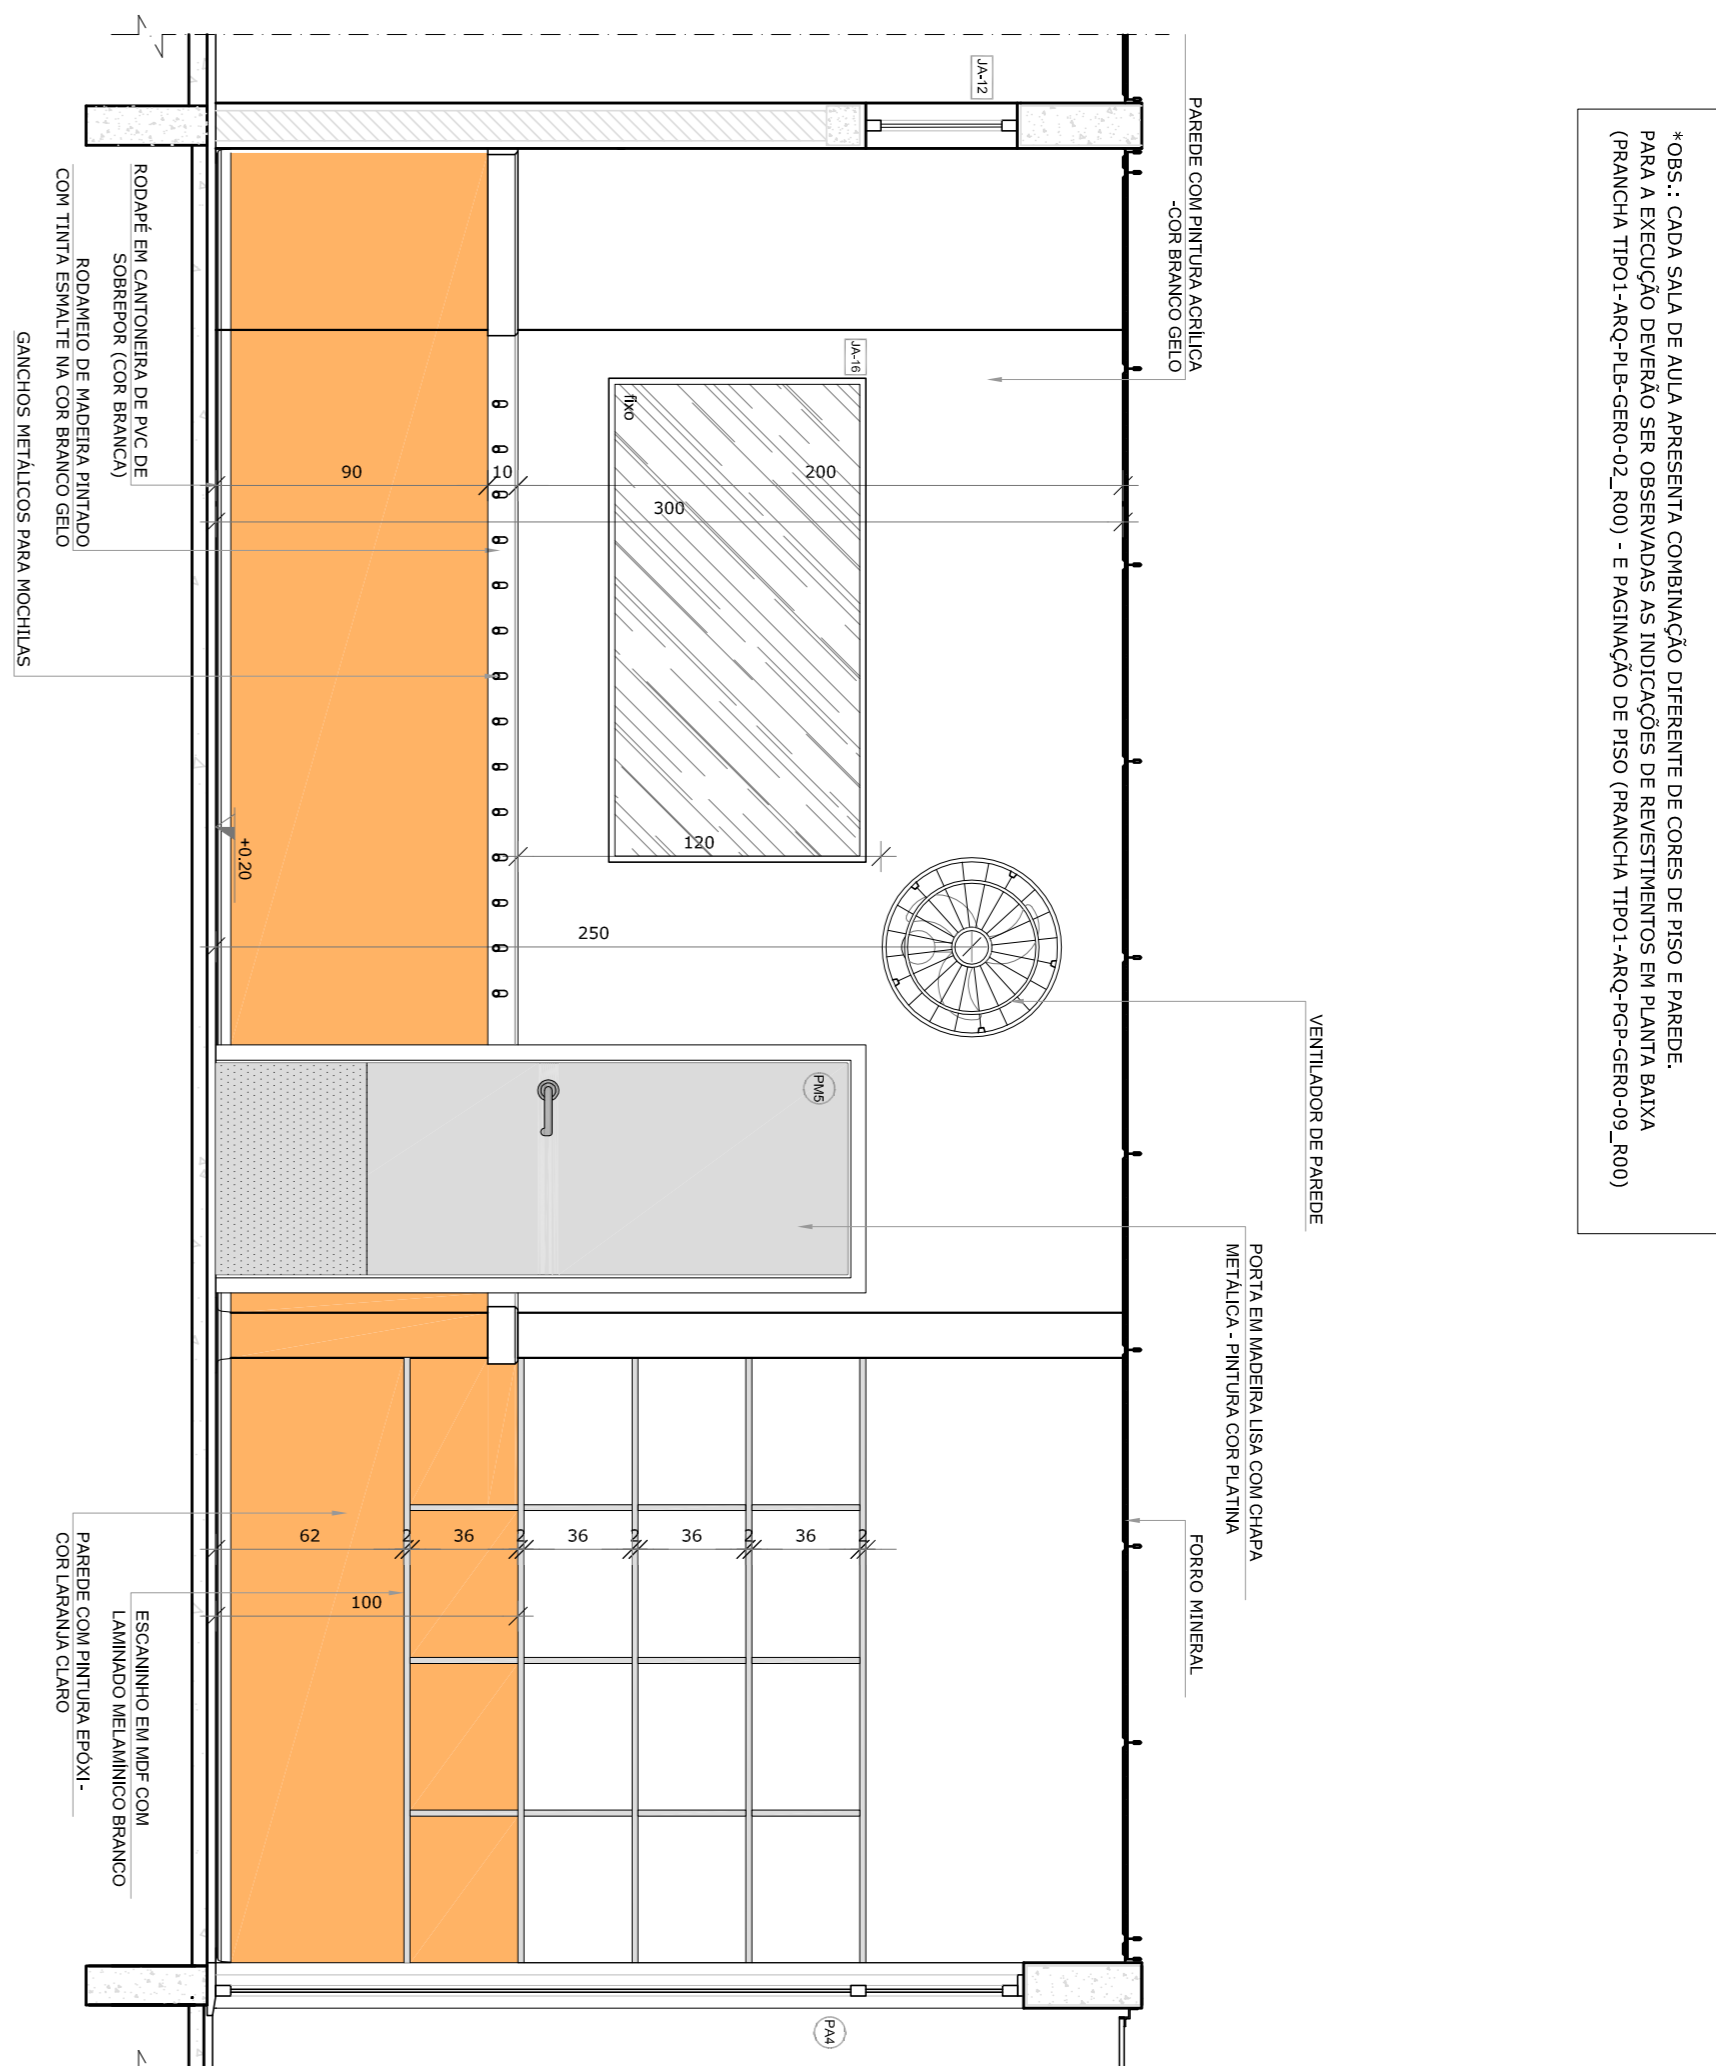 *OBS.: CADA SALA DE AULA APRESENTA COMBINAÇÃO DIFERENTE DE CORES DE PISO E PAREDE.
PARA A EXECUÇÃO DEVERÃO SER OBSERVADAS AS INDICAÇÕES DE REVESTIMENTOS EM PLANTA BAIXA
(PRANCHA TIPO1-ARQ-PLB-GER0-02_R00) - E PAGINAÇÃO DE PISO (PRANCHA TIPO1-ARQ-PGP-GER0-09_R00)
VENTILADOR DE PAREDE
PORTA EM MADEIRA LISA COM CHAPA
METÁLICA - PINTURA COR PLATINA
PAREDE COM PINTURA ACRÍLICA
-COR BRANCO GELO
FORRO MINERAL
JA-12
JA-16
fixo
PM5
PA4
200
300
10
90
120
250
+0.20
62
2
36
2
36
2
36
2
36
2
100
RODAPÉ EM CANTONEIRA DE PVC DE
SOBREPOR (COR BRANCA)
RODAMEIO DE MADEIRA PINTADO
COM TINTA ESMALTE NA COR BRANCO GELO
GANCHOS METÁLICOS PARA MOCHILAS
ESCANINHO EM MDF COM
LAMINADO MELAMÍNICO BRANCO
PAREDE COM PINTURA EPÓXI -
COR LARANJA CLARO